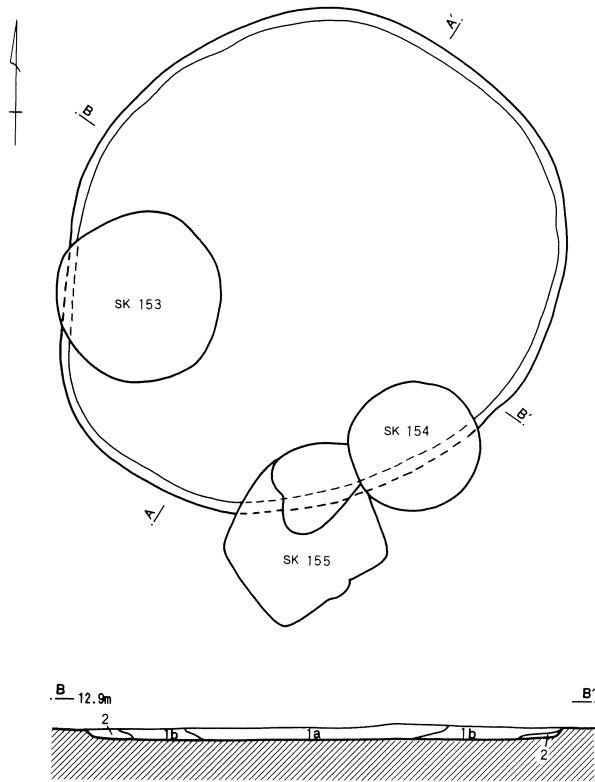 A′
B
SK 153
SK 154
B′
A
SK 155
B 12.9m B′
2 1b 1a 1b
2